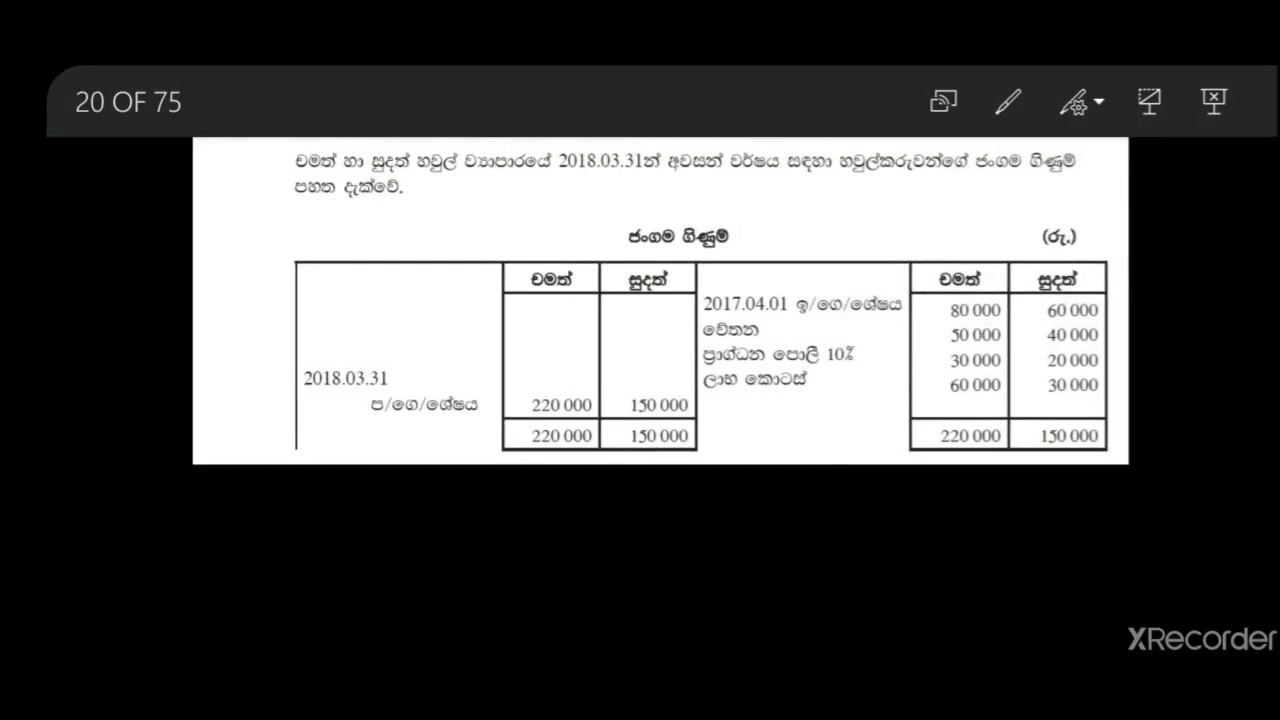 20 OF 75
චමත් හා සුදත් හවුල් ව්‍යාපාරයේ 2018.03.31න් අවසන් වර්ෂය සඳහා හවුල්කරුවන්ගේ ජංගම ගිණුම්
පහත දැක්වේ.
ජංගම ගිණුම් (රු.)
චමත් සුදත් චමත් සුදත්
2017.04.01 ඉ/ගෙ/ශේෂය 80 000 60 000
වේතන 50 000 40 000
ප්‍රාග්ධන පොලී 10% 30 000 20 000
2018.03.31 ලාභ කොටස් 60 000 30 000
ප/ගෙ/ශේෂය 220 000 150 000
220 000 150 000 220 000 150 000
XRecorder